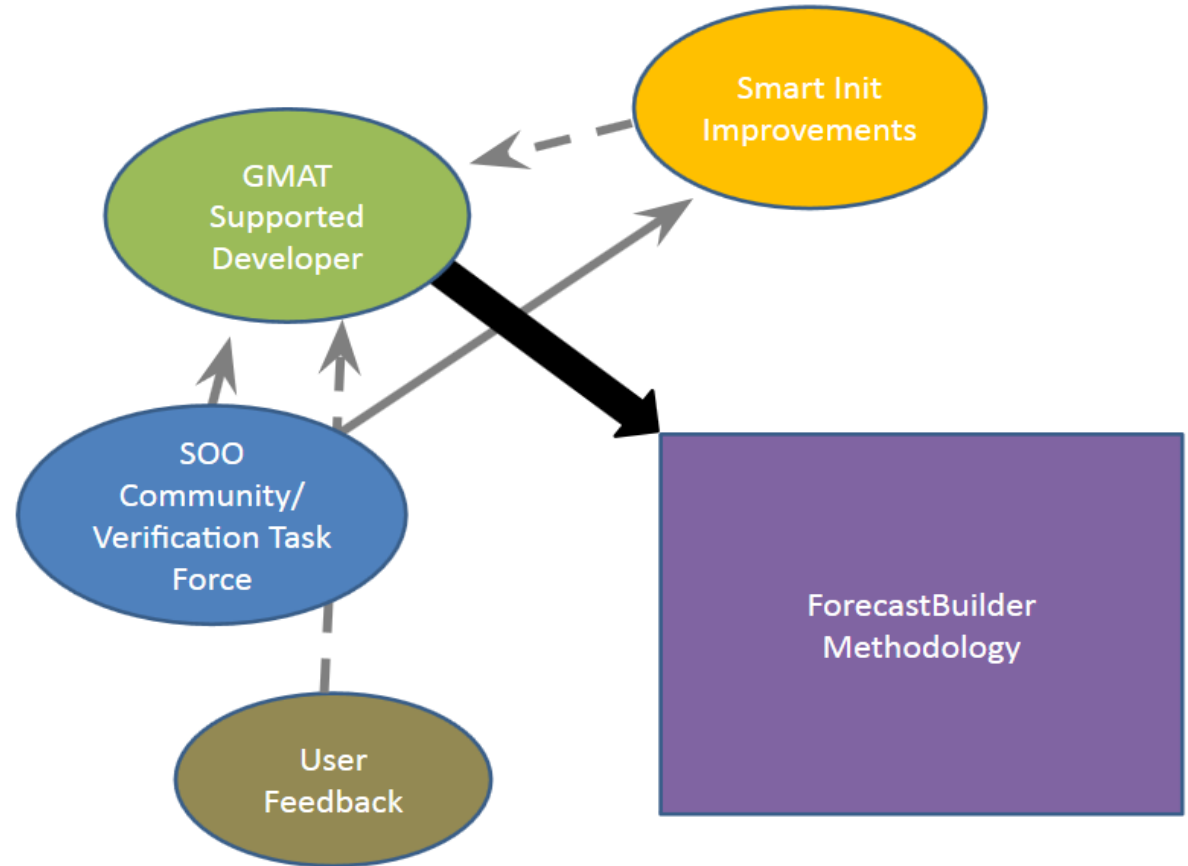 Smart Init
Improvements
GMAT
Supported
Developer
SOO
Community/
Verification Task
Force
ForecastBuilder
Methodology
User
Feedback